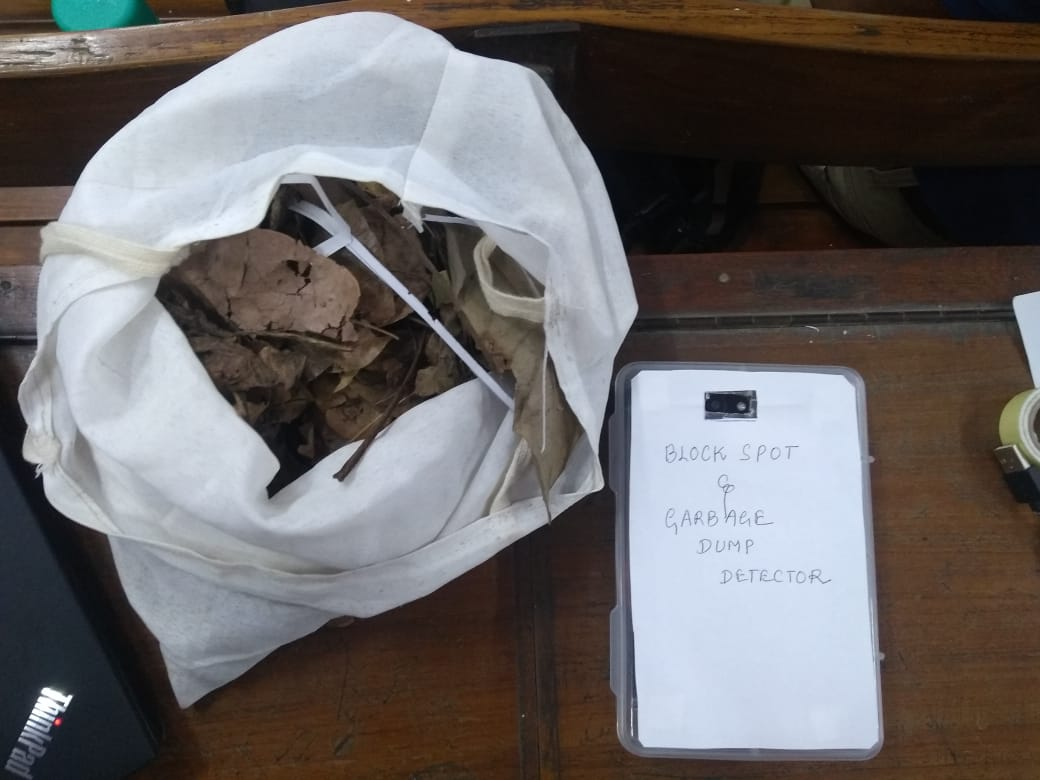 BLOCK SPOT
&
GARBAGE
DUMP
DETECTOR
ThinkPad